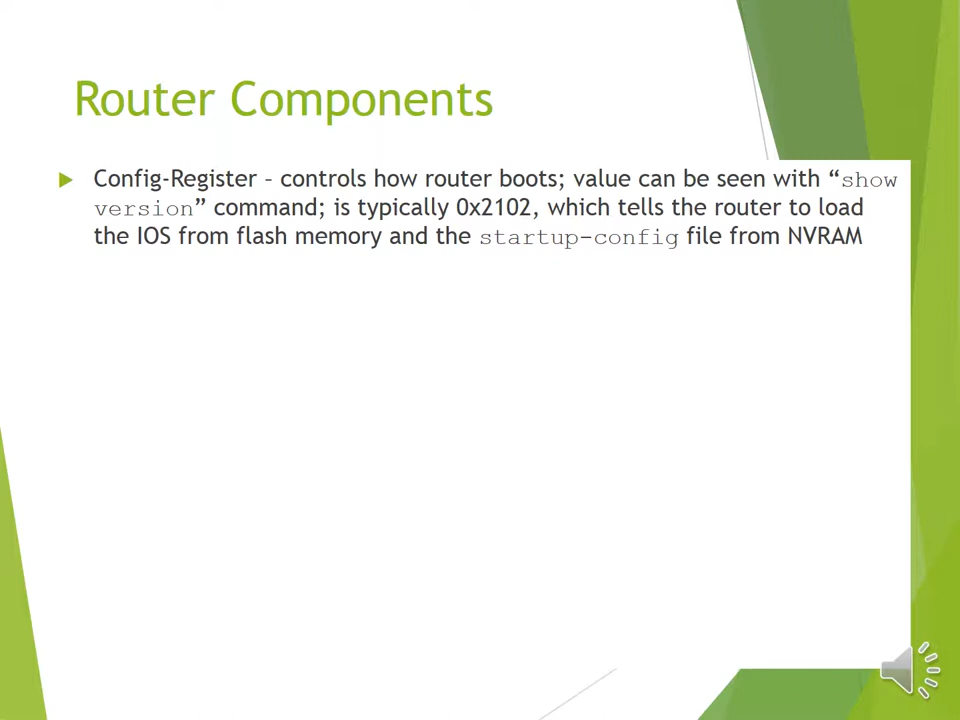 Router Components
Config-Register – controls how router boots; value can be seen with “show
version” command; is typically 0x2102, which tells the router to load
the IOS from flash memory and the startup-config file from NVRAM